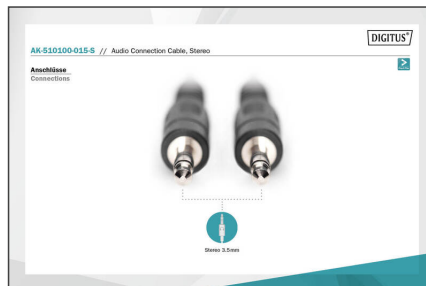 DIGITUS®
AK-510100-015-S // Audio Connection Cable, Stereo
Anschlüsse
Connections
Stereo 3.5mm